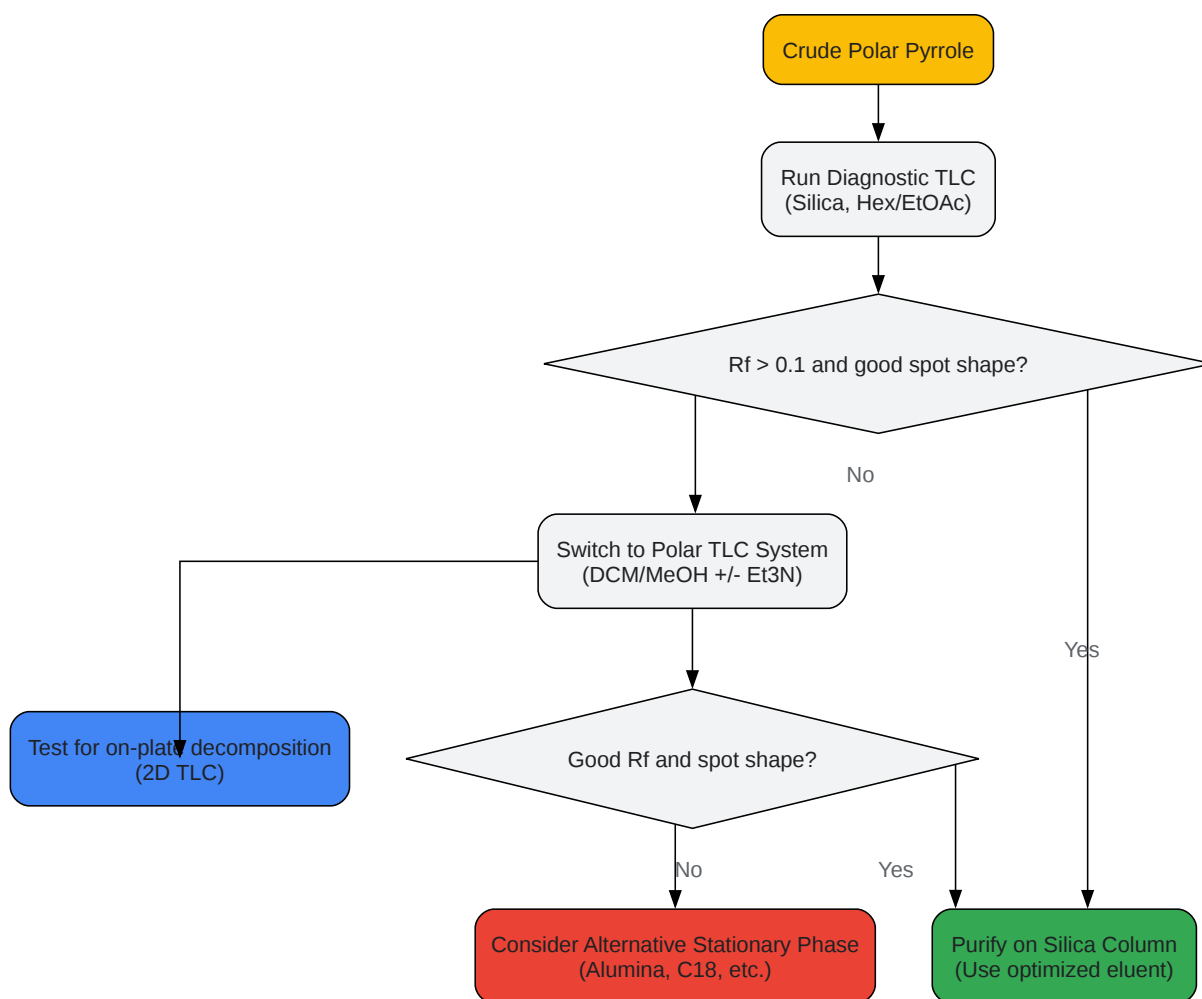 Crude Polar Pyrrole
Run Diagnostic TLC
(Silica, Hex/EtOAc)
Rf > 0.1 and good spot shape?
No
Switch to Polar TLC System
(DCM/MeOH +/- Et3N)
Yes
Test for on-plate decomposition
(2D TLC)
Good Rf and spot shape?
No
Yes
Consider Alternative Stationary Phase
(Alumina, C18, etc.)
Purify on Silica Column
(Use optimized eluent)